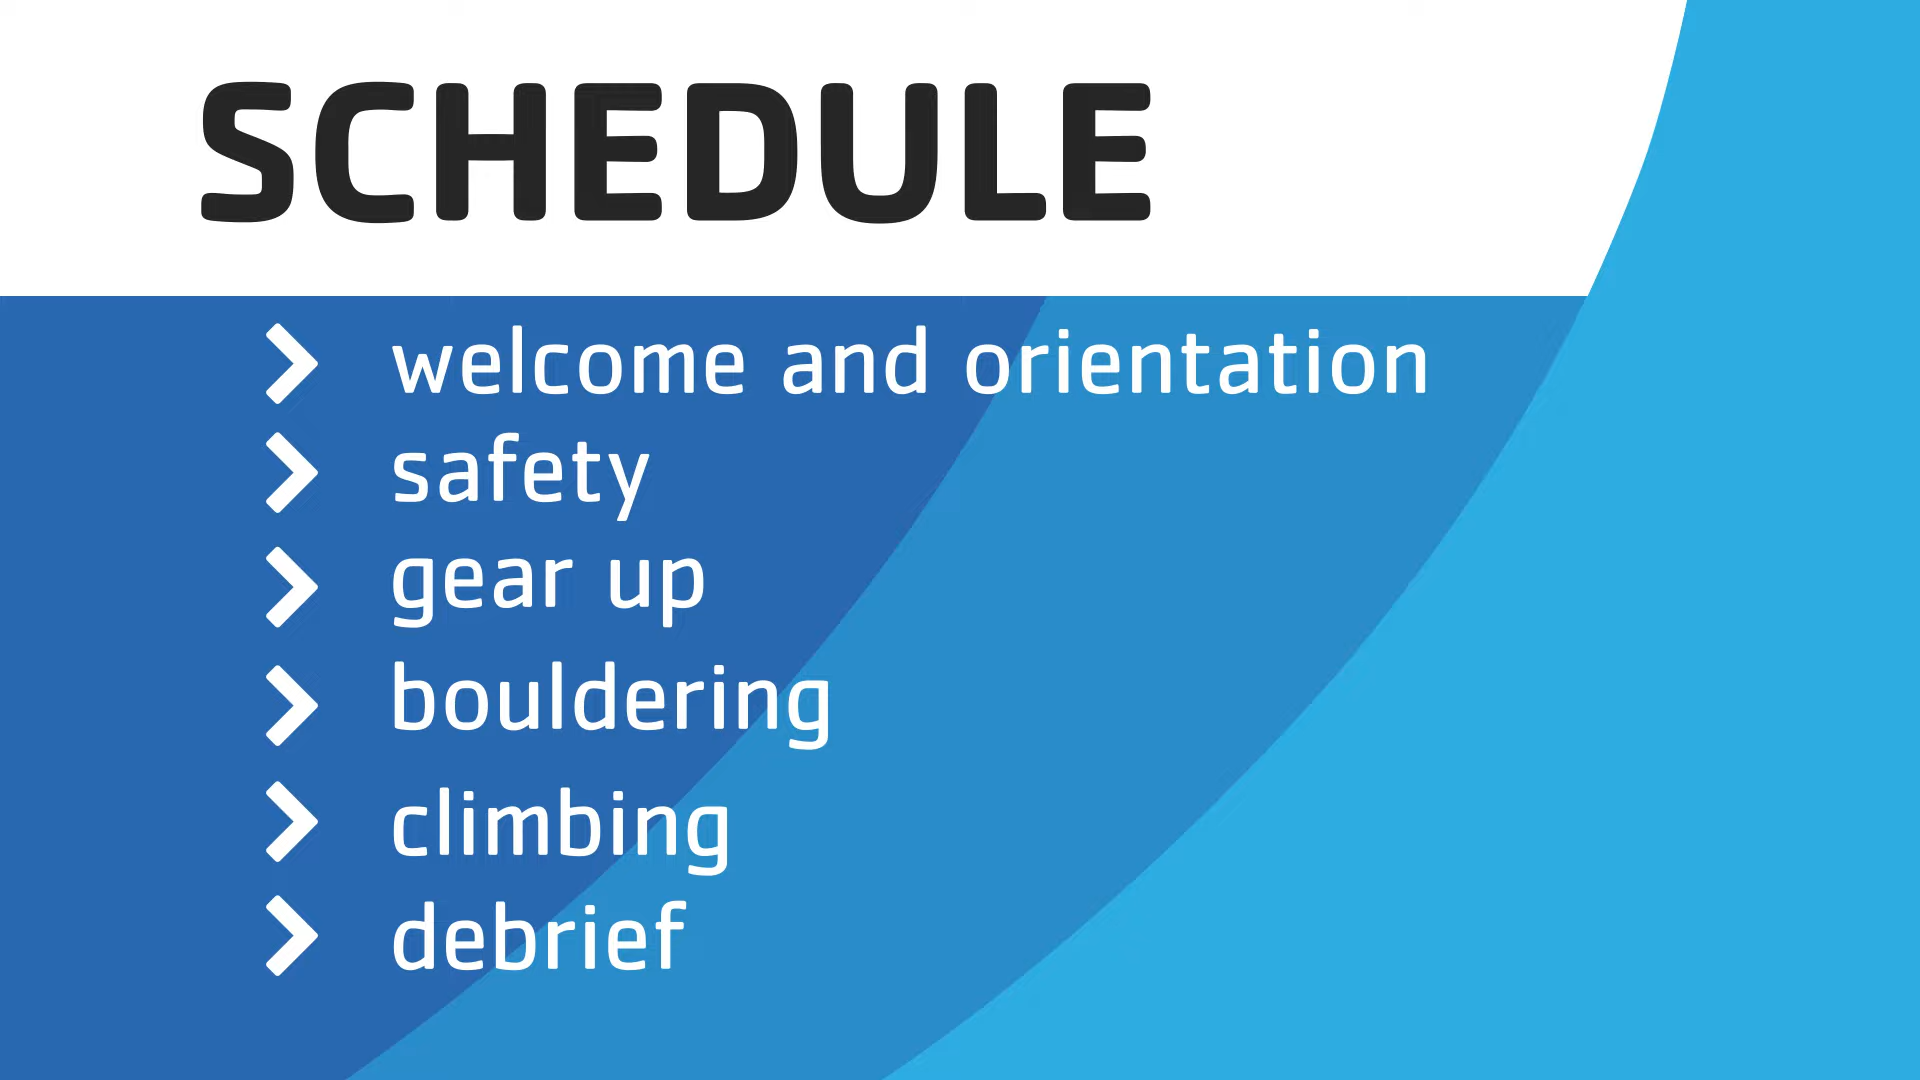 SCHEDULE
welcome and orientation
safety
gear up
bouldering
climbing
debrief